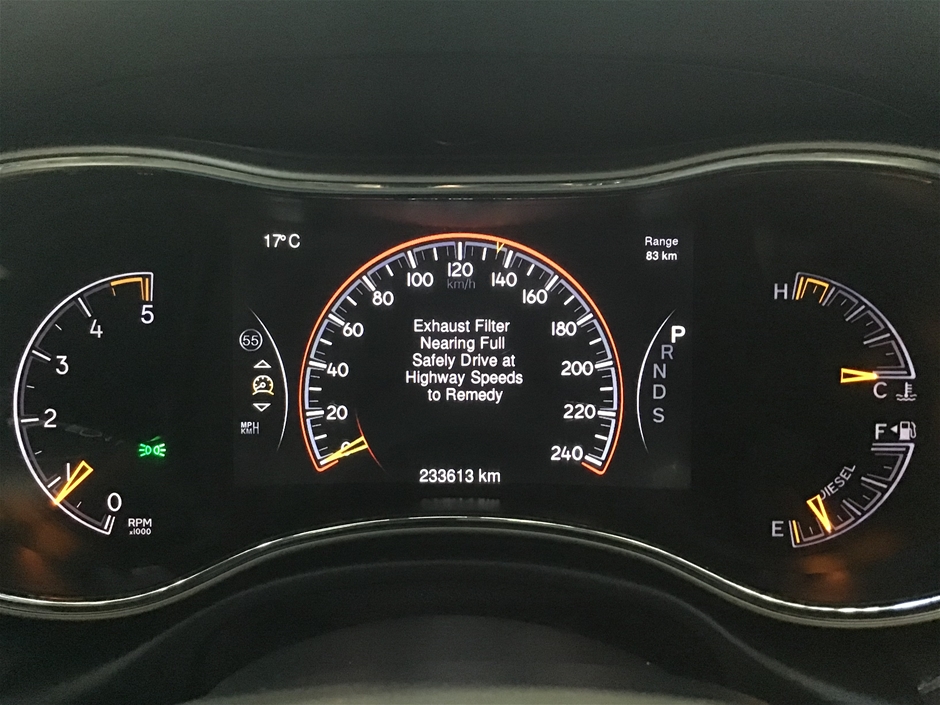 17°C
Range
83 km
0
1
2
3
4
5
RPM
x1000
55
MPH
KM/H
0
20
40
60
80
100
120
140
160
180
200
220
240
km/h
Exhaust Filter
Nearing Full
Safely Drive at
Highway Speeds
to Remedy
233613 km
P
R
N
D
S
H
C
F
DIESEL
E